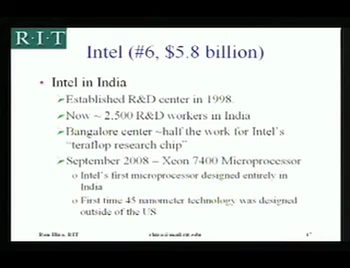 R·I·T
Intel (#6, $5.8 billion)
• Intel in India
➢Established R&D center in 1998.
➢Now ~ 2,500 R&D workers in India
➢Bangalore center ~half the work for Intel's
"teraflop research chip"
➢September 2008 – Xeon 7400 Microprocessor
o Intel's first microprocessor designed entirely in
India
o First time 45 nanometer technology was designed
outside of the US
RIT